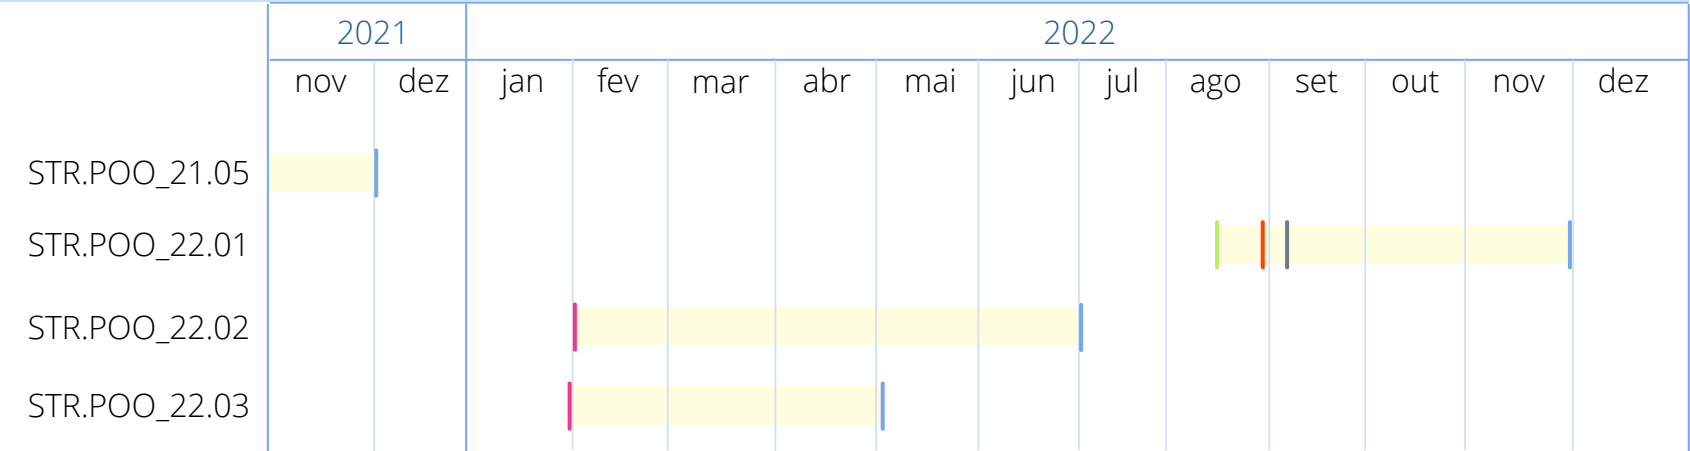 2021 2022
nov dez jan fev mar abr mai jun jul ago set out nov dez
STR.POO_21.05
STR.POO_22.01
STR.POO_22.02
STR.POO_22.03